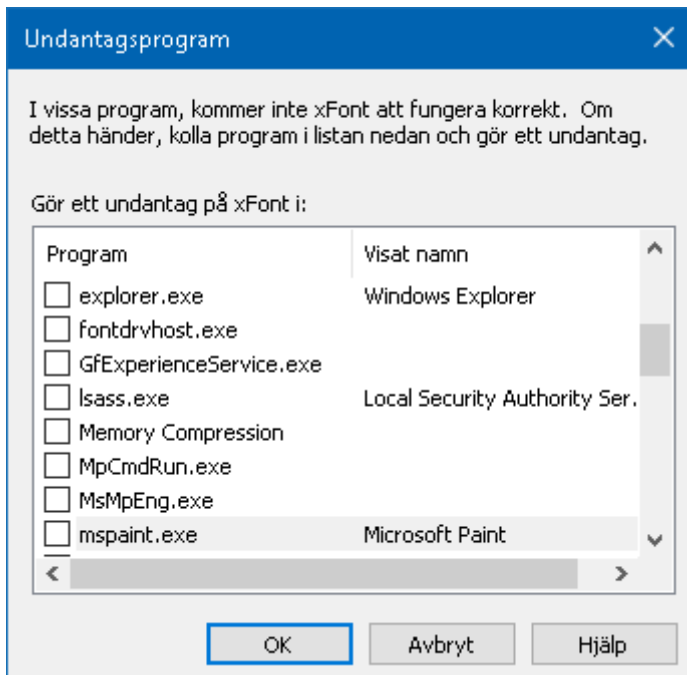 Undantagsprogram
I vissa program, kommer inte xFont att fungera korrekt.  Om
detta händer, kolla program i listan nedan och gör ett undantag.
Gör ett undantag på xFont i:
Program Visat namn
explorer.exe Windows Explorer
fontdrvhost.exe
GfExperienceService.exe
lsass.exe Local Security Authority Ser.
Memory Compression
MpCmdRun.exe
MsMpEng.exe
mspaint.exe Microsoft Paint
OK Avbryt Hjälp